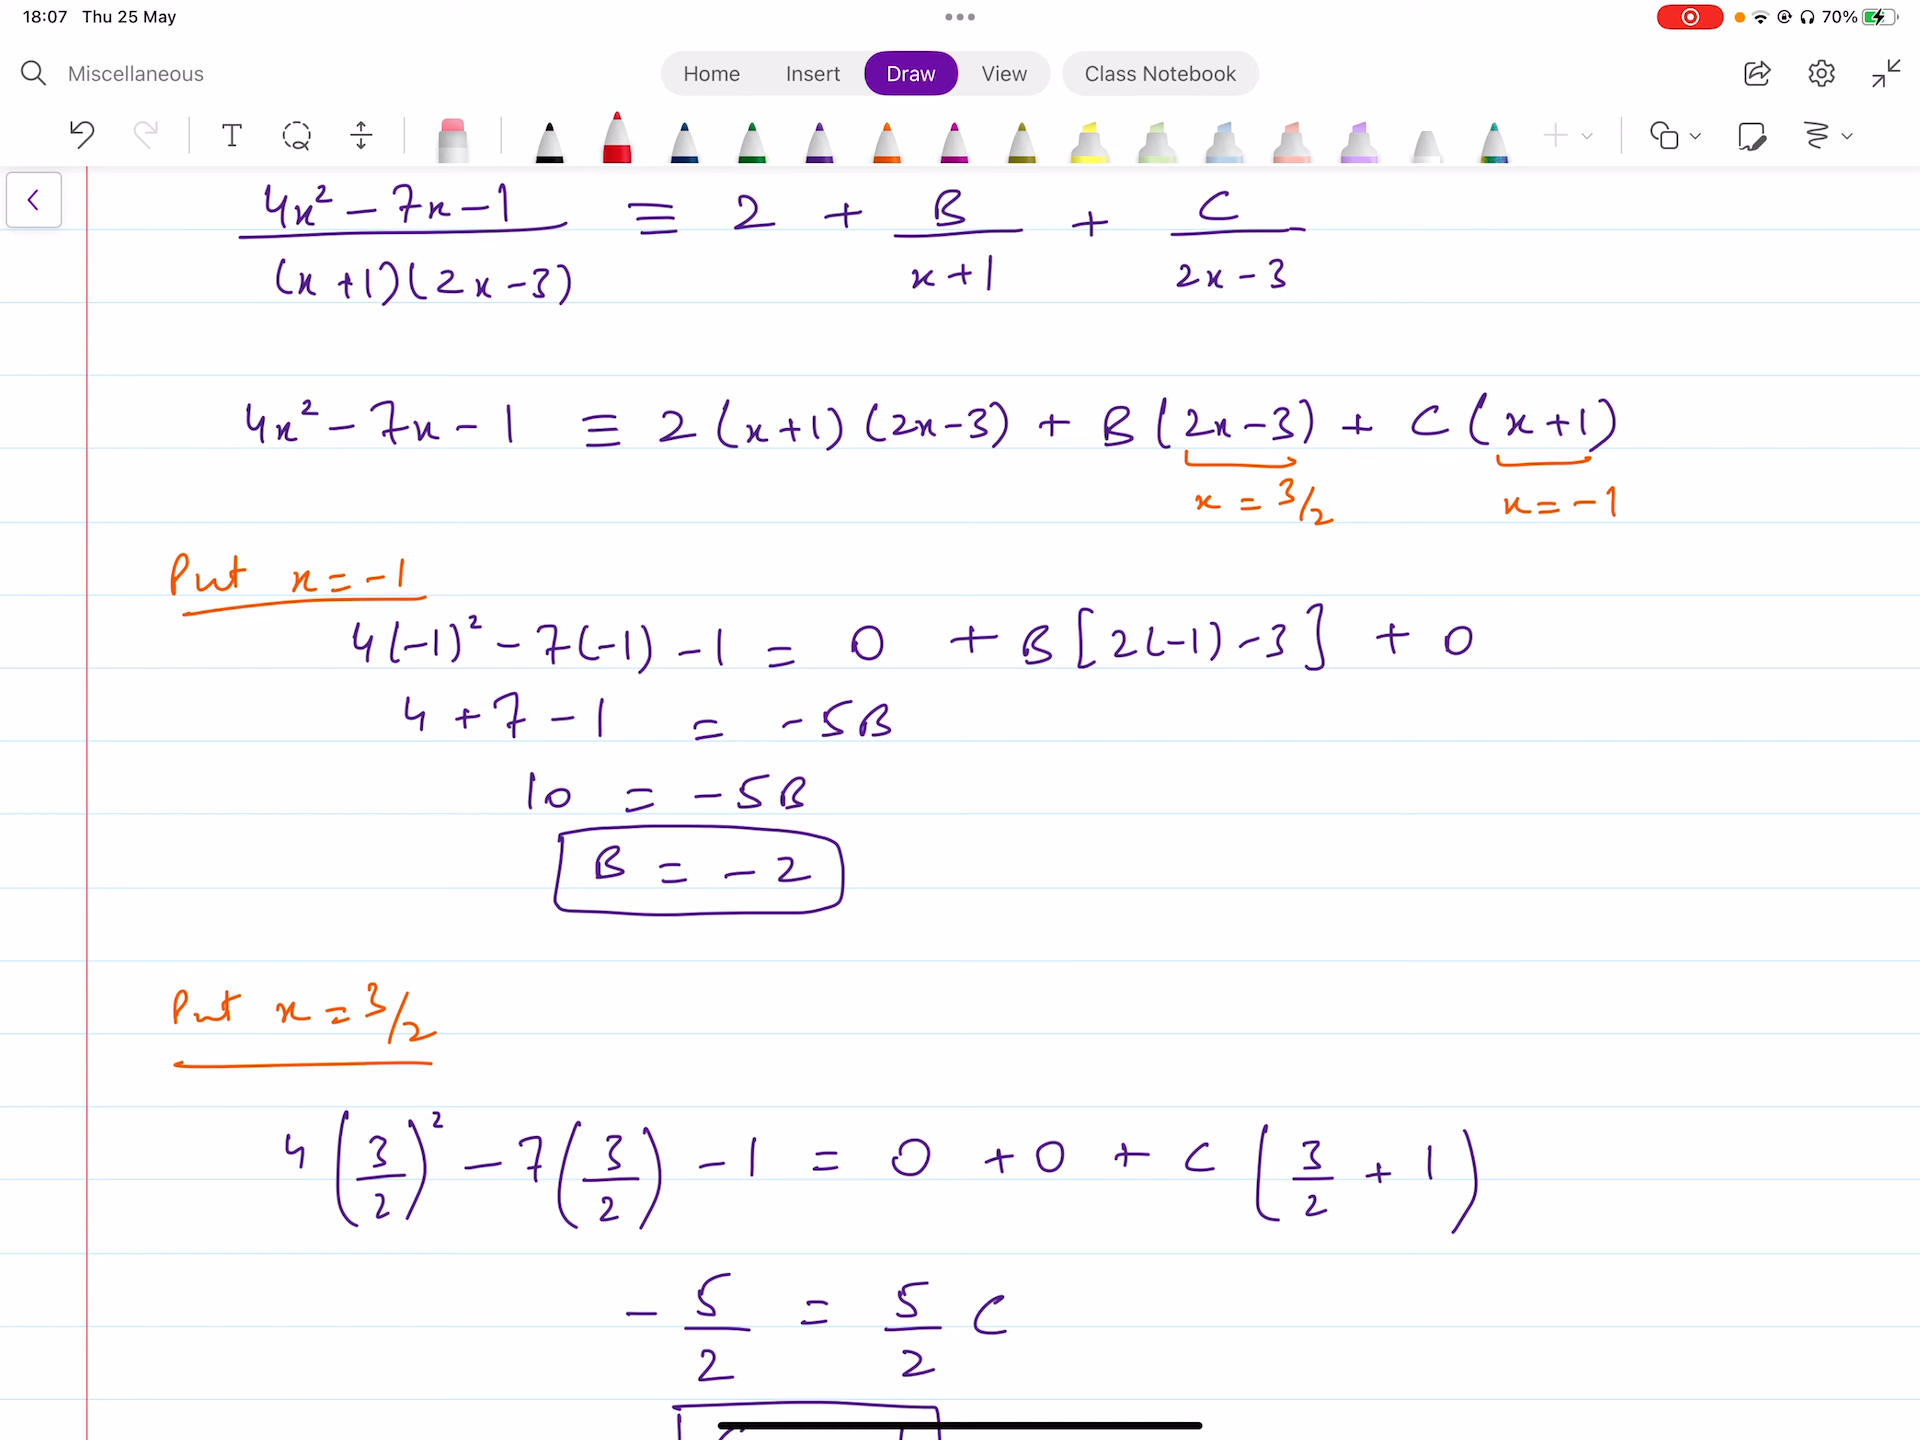 18:07 Thu 25 May 70%
Miscellaneous Home Insert Draw View Class Notebook
T
(4x² - 7x - 1)/((x+1)(2x-3)) ≡ 2 + B/(x+1) + C/(2x-3)
4x² - 7x - 1 ≡ 2(x+1)(2x-3) + B(2x-3) + C(x+1)
x = 3/2 x = -1
Put x = -1
4(-1)² - 7(-1) - 1 = 0 + B[2(-1)-3] + 0
4 + 7 - 1 = -5B
10 = -5B
B = -2
Put x = 3/2
4(3/2)² - 7(3/2) - 1 = 0 + 0 + C(3/2 + 1)
-5/2 = 5/2 C